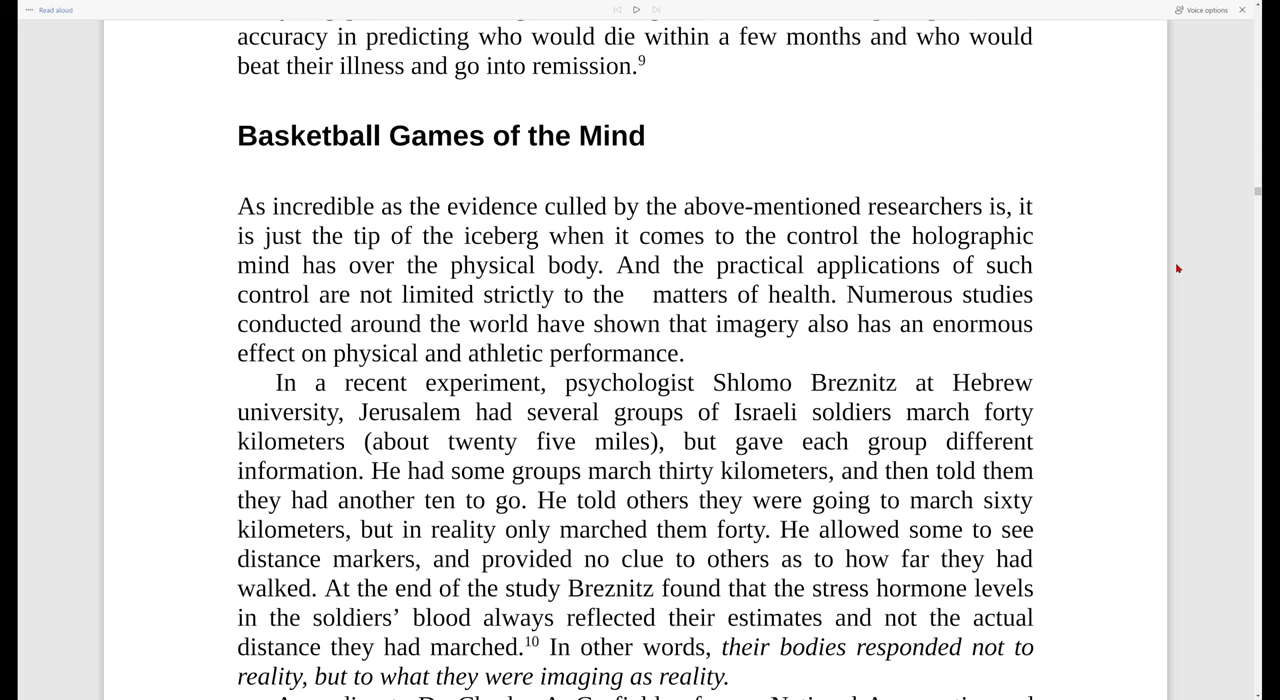 Read aloud
Voice options
accuracy in predicting who would die within a few months and who would
beat their illness and go into remission.9
Basketball Games of the Mind
As incredible as the evidence culled by the above-mentioned researchers is, it
is just the tip of the iceberg when it comes to the control the holographic
mind has over the physical body. And the practical applications of such
control are not limited strictly to the matters of health. Numerous studies
conducted around the world have shown that imagery also has an enormous
effect on physical and athletic performance.
In a recent experiment, psychologist Shlomo Breznitz at Hebrew
university, Jerusalem had several groups of Israeli soldiers march forty
kilometers (about twenty five miles), but gave each group different
information. He had some groups march thirty kilometers, and then told them
they had another ten to go. He told others they were going to march sixty
kilometers, but in reality only marched them forty. He allowed some to see
distance markers, and provided no clue to others as to how far they had
walked. At the end of the study Breznitz found that the stress hormone levels
in the soldiers’ blood always reflected their estimates and not the actual
distance they had marched.10 In other words, their bodies responded not to
reality, but to what they were imaging as reality.